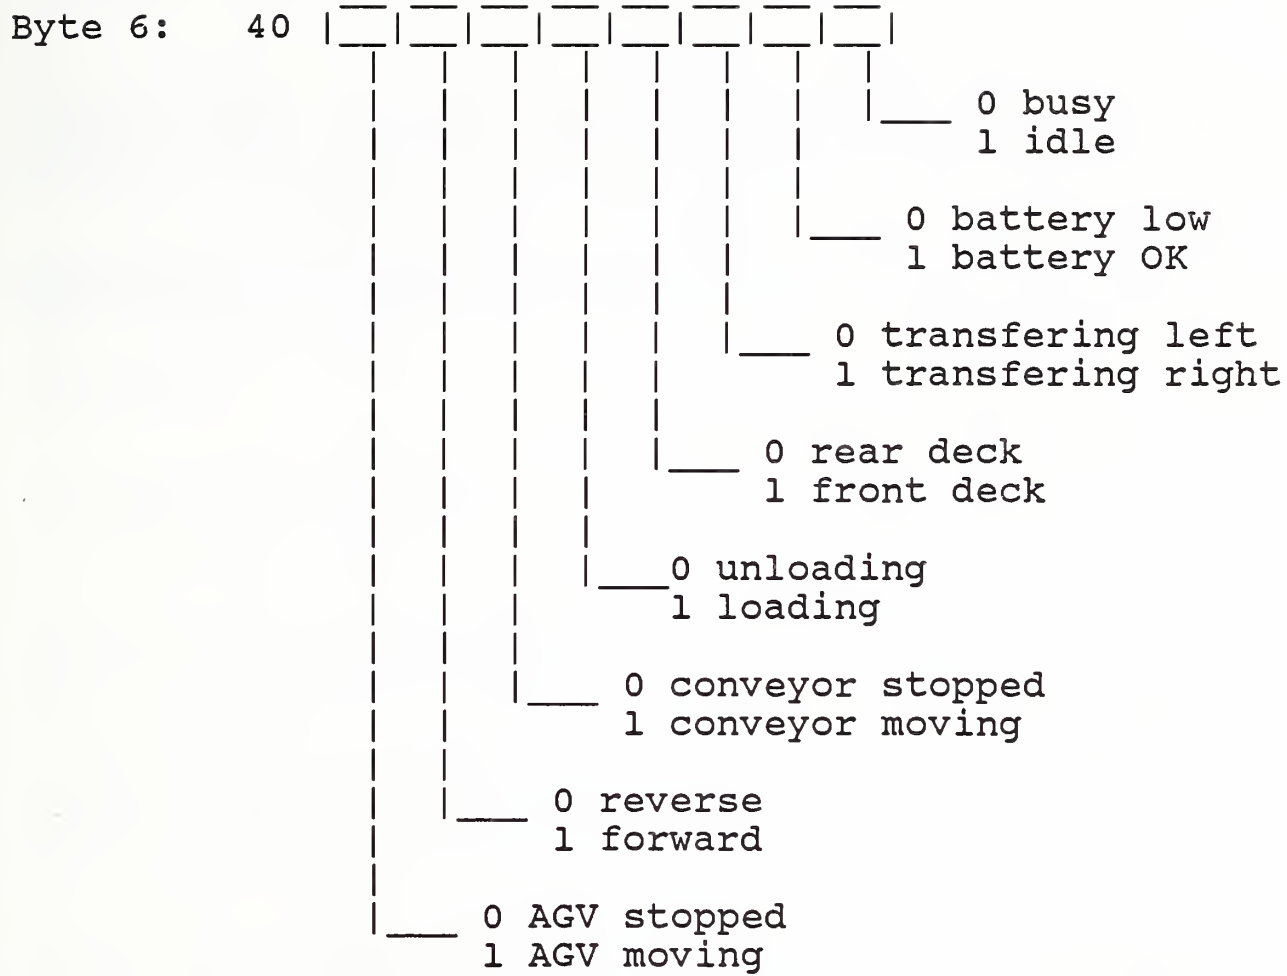 Byte 6: 40
0 busy
1 idle
0 battery low
1 battery OK
0 transfering left
1 transfering right
0 rear deck
1 front deck
0 unloading
1 loading
0 conveyor stopped
1 conveyor moving
0 reverse
1 forward
0 AGV stopped
1 AGV moving